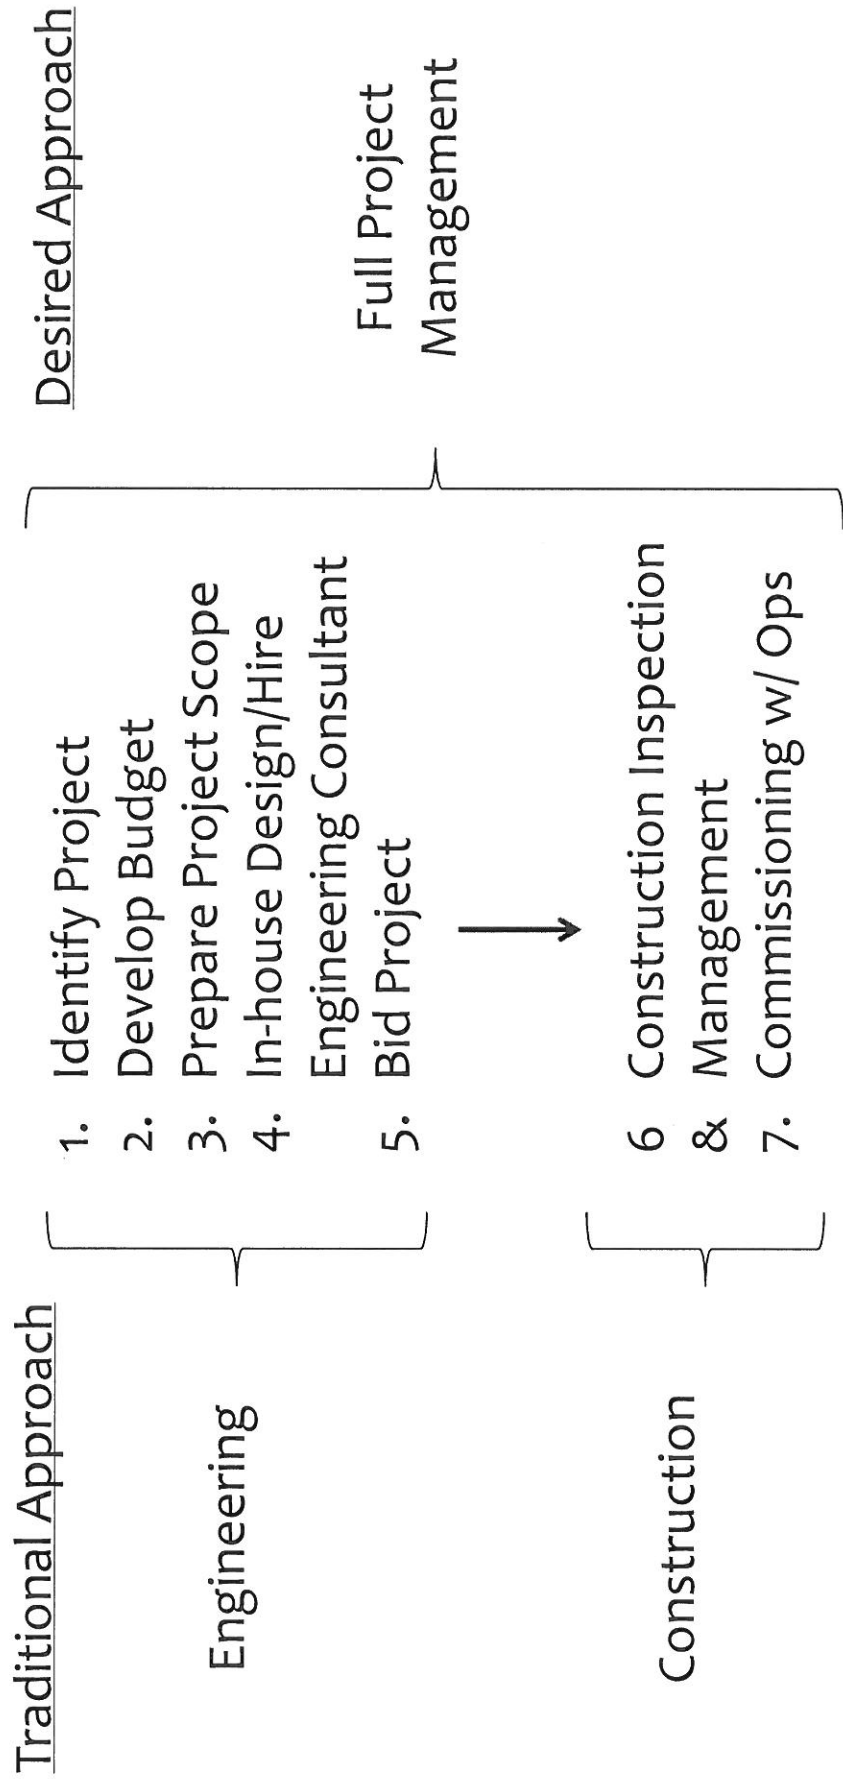 Traditional Approach
Desired Approach
Engineering
1. Identify Project
2. Develop Budget
3. Prepare Project Scope
4. In-house Design/Hire
Engineering Consultant
5. Bid Project
Full Project
Management
Construction
6 Construction Inspection
& Management
7. Commissioning w/ Ops